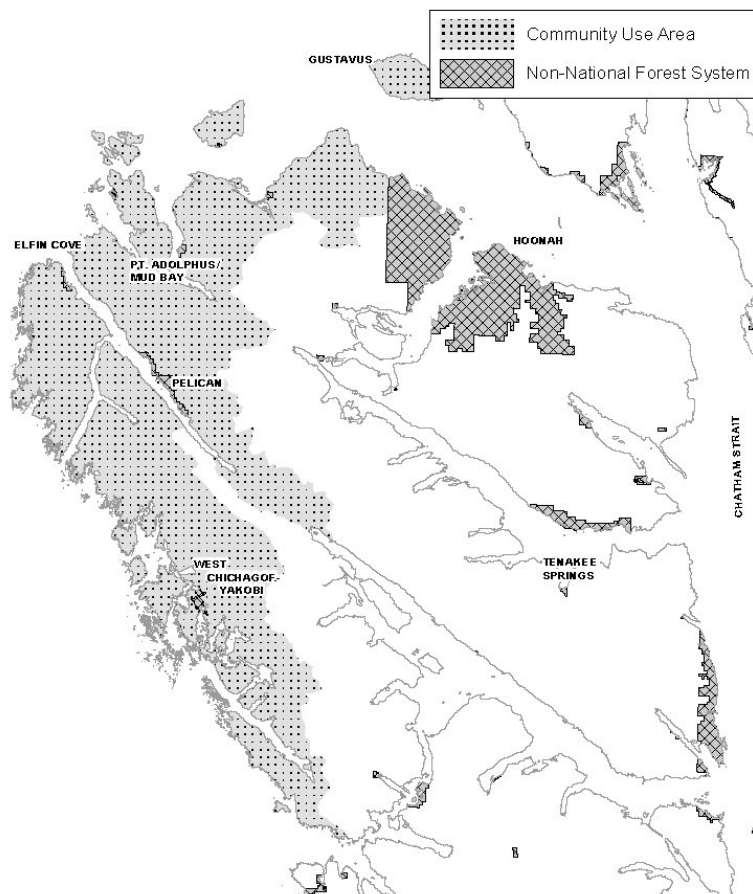 Community Use Area
Non-National Forest System
GUSTAVUS
HOONAH
ELFIN COVE
PT. ADOLPHUS/
MUD BAY
PELICAN
CHATHAM STRAIT
WEST
CHICHAGOF-
YAKOBI
TENAKEE
SPRINGS